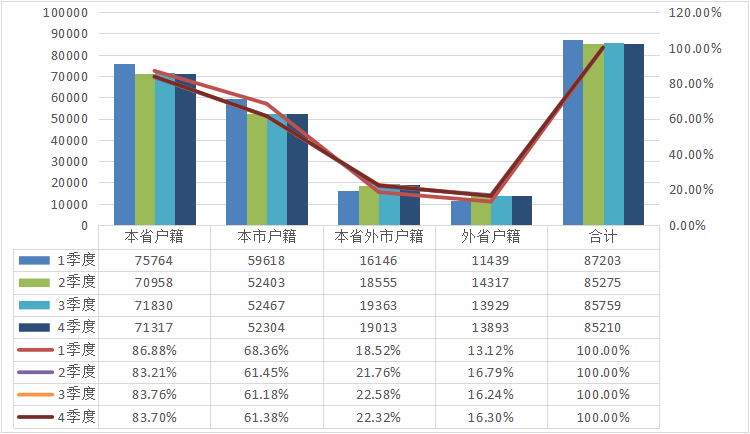 100000 120.00%
90000
80000 100.00%
70000 80.00%
60000
50000 60.00%
40000 40.00%
30000
20000 20.00%
10000
0 0.00%
本省户籍 本市户籍 本省外市户籍 外省户籍 合计
1季度 75764 59618 16146 11439 87203
2季度 70958 52403 18555 14317 85275
3季度 71830 52467 19363 13929 85759
4季度 71317 52304 19013 13893 85210
1季度 86.88% 68.36% 18.52% 13.12% 100.00%
2季度 83.21% 61.45% 21.76% 16.79% 100.00%
3季度 83.76% 61.18% 22.58% 16.24% 100.00%
4季度 83.70% 61.38% 22.32% 16.30% 100.00%